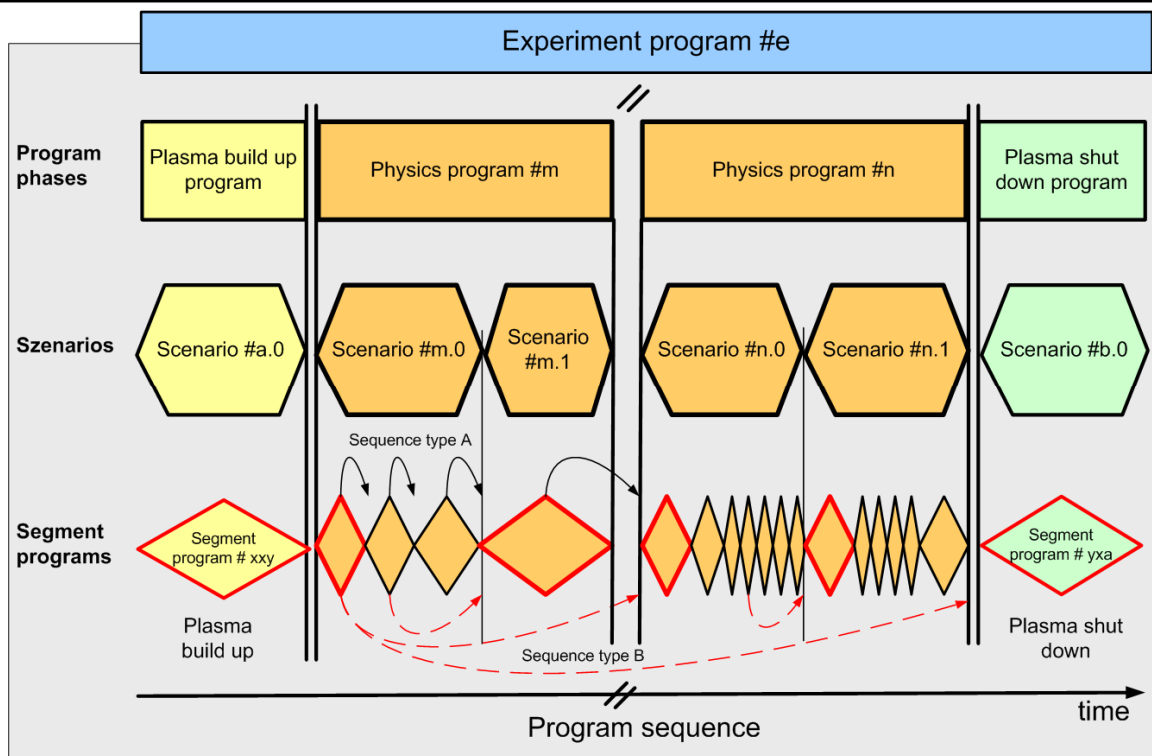 Experiment program #e
Program
phases
Plasma build up
program
Physics program #m
Physics program #n
Plasma shut
down program
Szenarios
Scenario #a.0
Scenario #m.0
Scenario
#m.1
Scenario #n.0
Scenario #n.1
Scenario #b.0
Sequence type A
Segment
programs
Segment
program # xxy
Segment
program # yxa
Plasma
build up
Sequence type B
Plasma shut
down
Program sequence
time